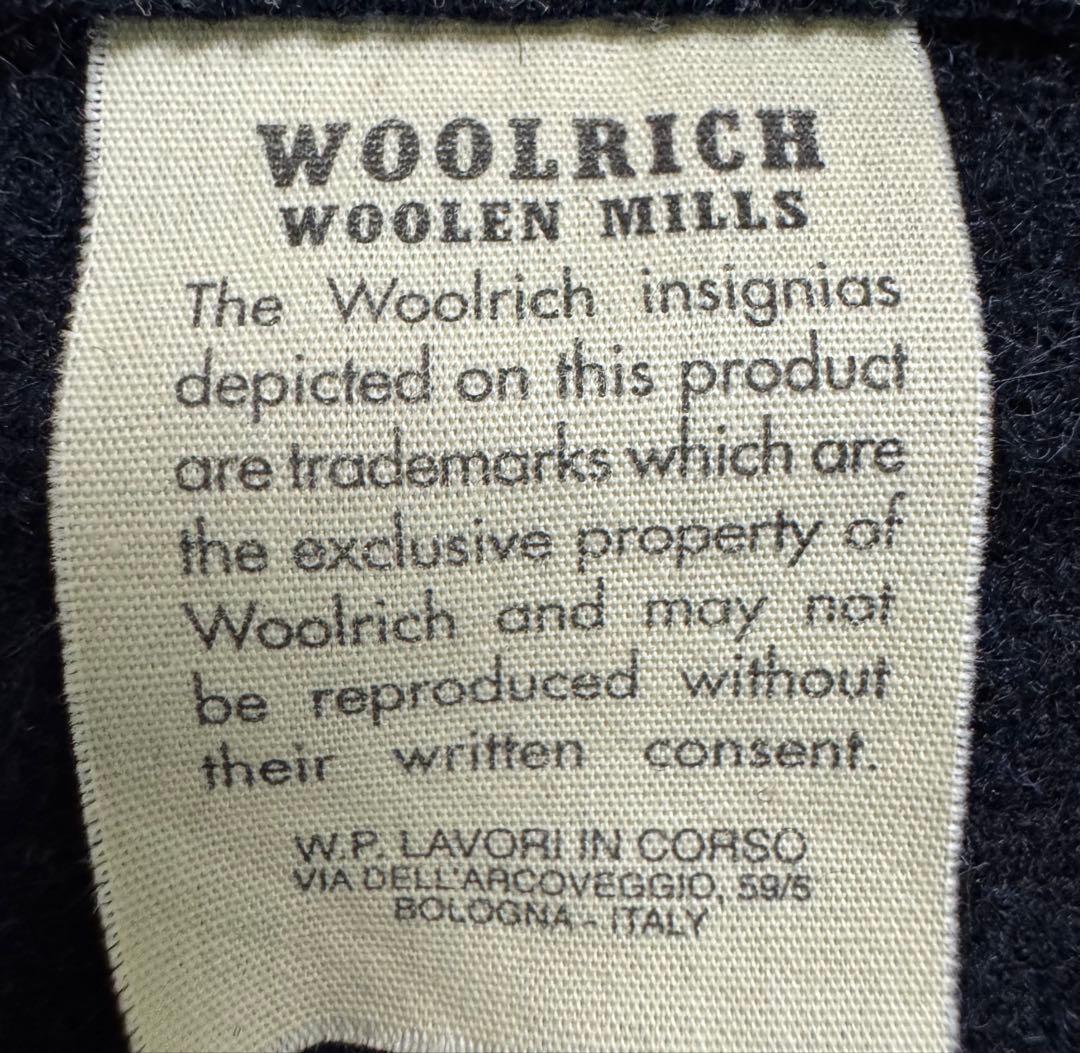 WOOLRICH
WOOLEN MILLS
The Woolrich insignias
depicted on this product
are trademarks which are
the exclusive property of
Woolrich and may not
be reproduced without
their written consent.
W.P. LAVORI IN CORSO
VIA DELL'ARCOVEGGIO, 59/5
BOLOGNA - ITALY